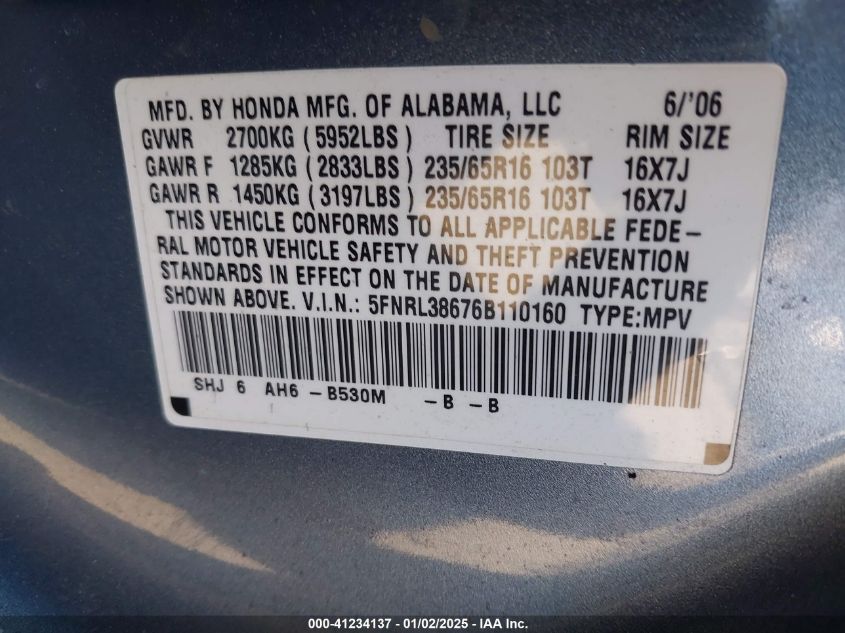 MFD. BY HONDA MFG. OF ALABAMA, LLC 6/'06
GVWR 2700KG (5952LBS) TIRE SIZE RIM SIZE
GAWR F 1285KG (2833LBS) 235/65R16 103T 16X7J
GAWR R 1450KG (3197LBS) 235/65R16 103T 16X7J
THIS VEHICLE CONFORMS TO ALL APPLICABLE FEDE-
RAL MOTOR VEHICLE SAFETY AND THEFT PREVENTION
STANDARDS IN EFFECT ON THE DATE OF MANUFACTURE
SHOWN ABOVE. V.I.N.: 5FNRL38676B110160 TYPE:MPV
SHJ 6 AH6 -B530M -B -B
000-41234137 - 01/02/2025 - IAAI Inc.